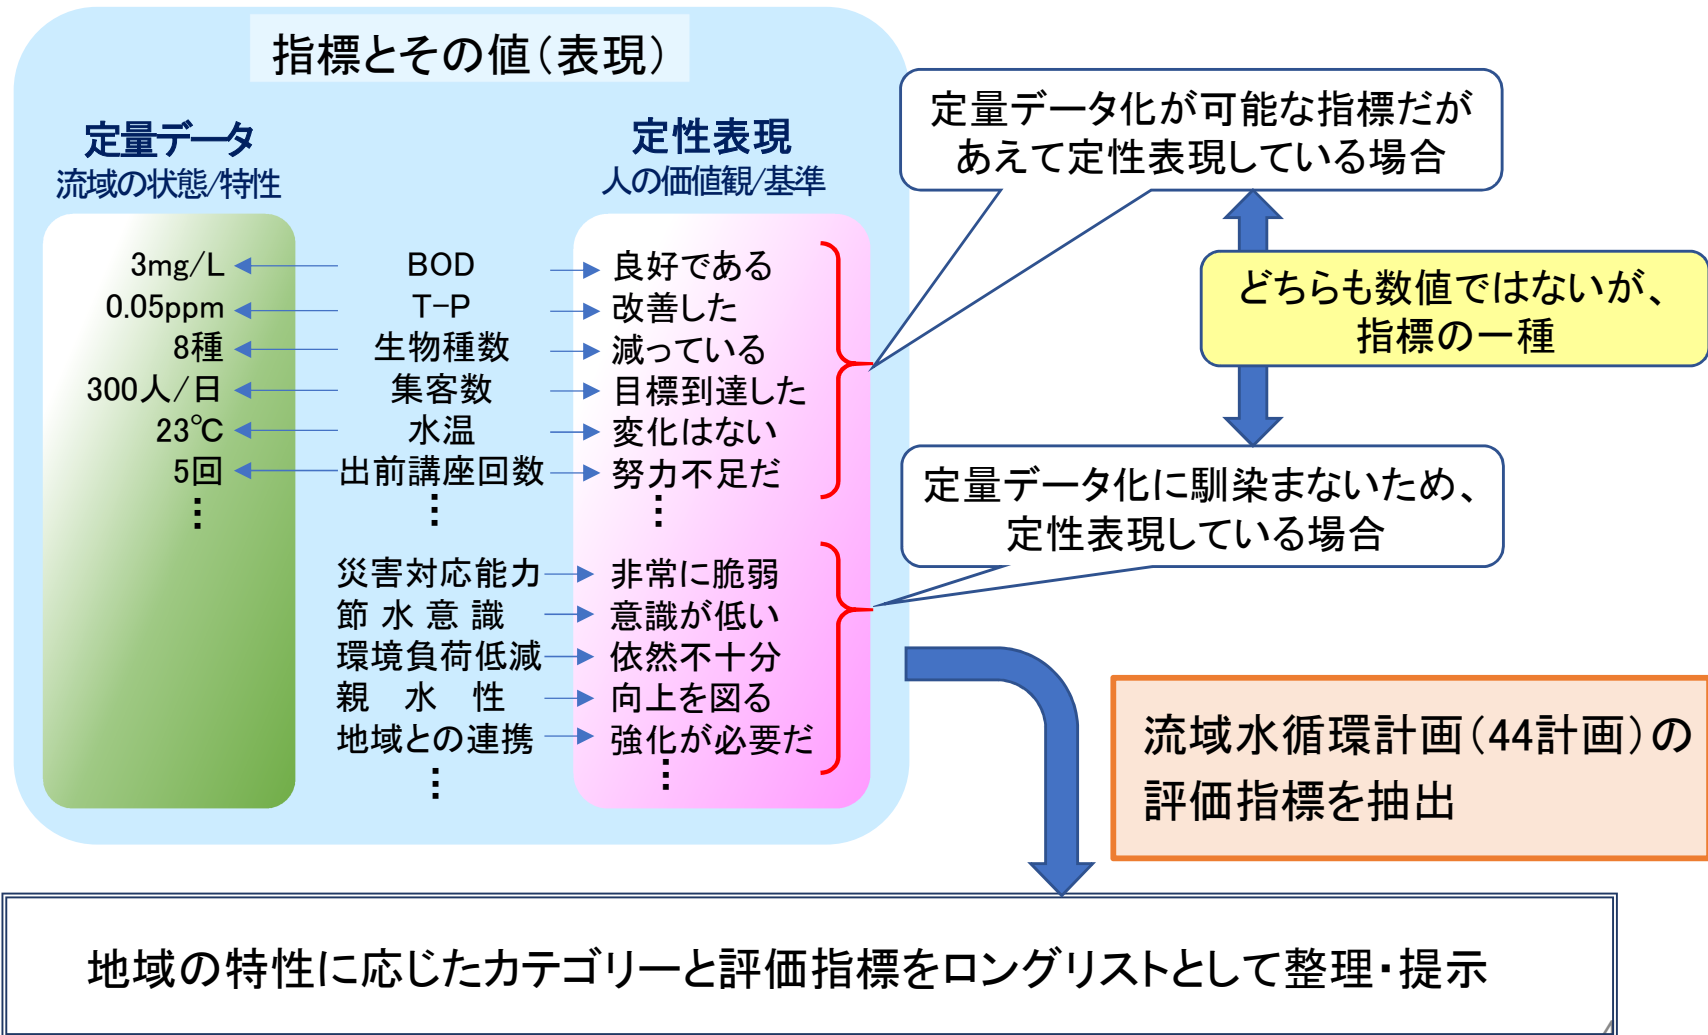 指標とその値（表現）
定量データ
流域の状態/特性
定性表現
人の価値観/基準
3mg/L BOD 良好である
0.05ppm T-P 改善した
8種 生物種数 減っている
300人/日 集客数 目標到達した
23℃ 水温 変化はない
5回 出前講座回数 努力不足だ
⋮ ⋮ ⋮
災害対応能力 非常に脆弱
節水意識 意識が低い
環境負荷低減 依然不十分
親水性 向上を図る
地域との連携 強化が必要だ
⋮ ⋮
定量データ化が可能な指標だが
あえて定性表現している場合
どちらも数値ではないが、
指標の一種
定量データ化に馴染まないため、
定性表現している場合
流域水循環計画（44計画）の
評価指標を抽出
地域の特性に応じたカテゴリーと評価指標をロングリストとして整理・提示